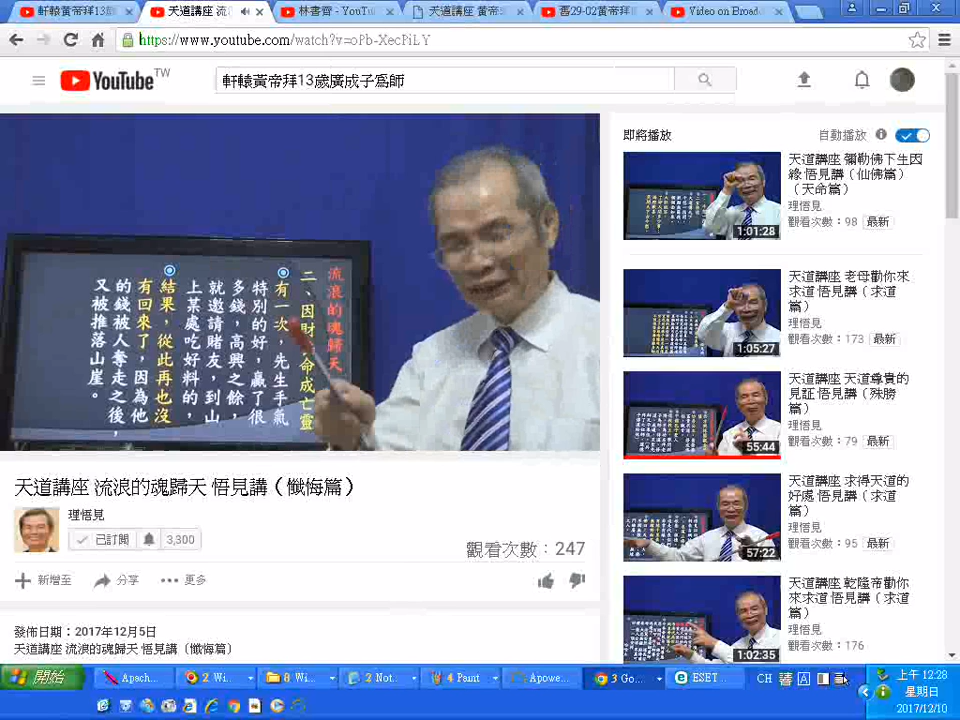 軒轅黃帝拜13歲
天道講座 流
林書齊 - YouTu
天道講座 黃帝
舊29-02黃帝拜
Video on Broad
https://www.youtube.com/watch?v=oPb-XecPiLY
YouTube TW
軒轅黃帝拜13歲廣成子為師
流浪的魂歸天
二、因財 命成亡靈
有一次，先生手氣
特別的好，贏了很
多錢，高興之餘，
就邀請賭友，到山
上某處吃好料的，
結果，從此再也沒
有回來了，因為他
的錢被人奪走之後，
又被推落山崖。
天道講座 流浪的魂歸天 悟見講（懺悔篇）
理悟見
已訂閱 3,300
觀看次數：247
新增至 分享 更多
發佈日期：2017年12月5日
天道講座 流浪的魂歸天 悟見講（懺悔篇）
即將播放
自動播放
天道講座 彌勒佛下生因
緣 悟見講（仙佛篇）
（天命篇）
理悟見
觀看次數：98 最新
1:01:28
天道講座 老母勸你來
求道 悟見講（求道
篇）
理悟見
觀看次數：173 最新
1:05:27
天道講座 天道尊貴的
見証 悟見講（殊勝
篇）
理悟見
觀看次數：79 最新
55:44
天道講座 求得天道的
好處 悟見講（求道
篇）
理悟見
觀看次數：95 最新
57:22
天道講座 乾隆帝勸你
來求道 悟見講（求道
篇）
理悟見
觀看次數：176
1:02:35
開始
Apach...
2 Wi...
8 Wi...
2 Not...
4 Paint
Apowe...
3 Go...
ESET...
CH
上午 12:28
星期日
2017/12/10